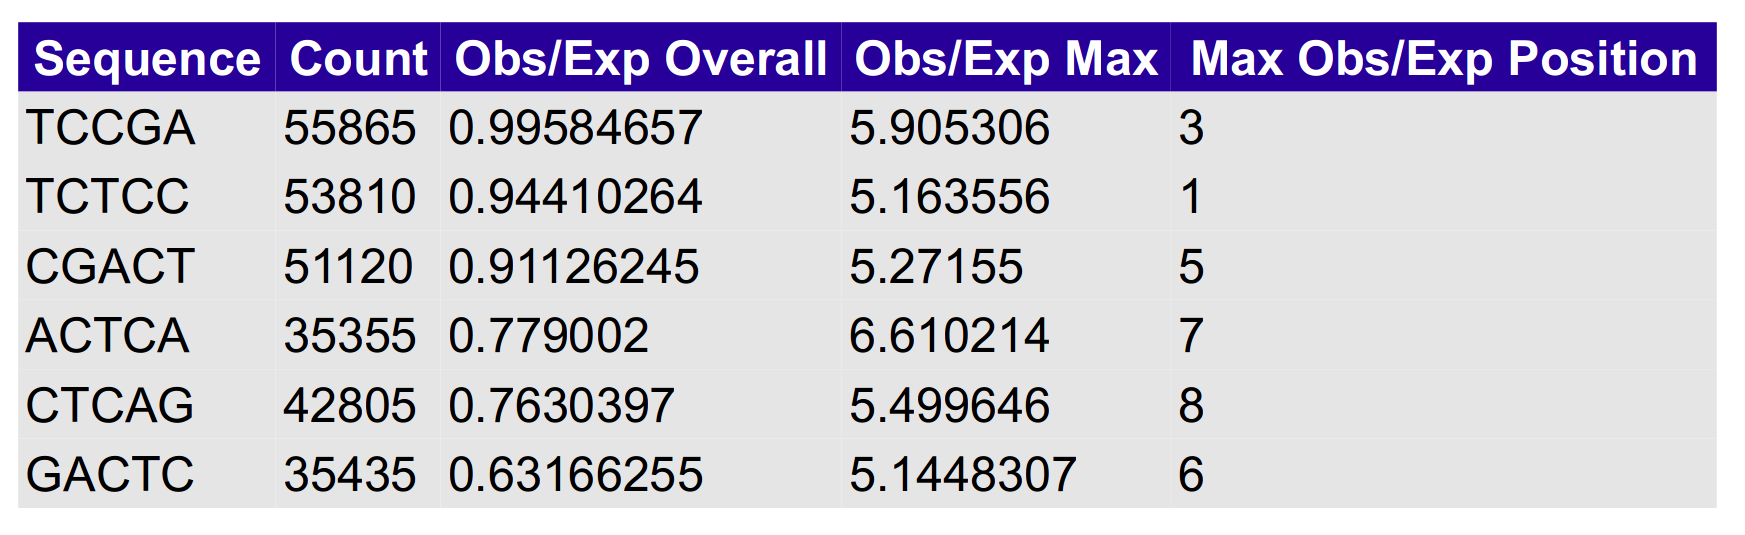 Sequence Count Obs/Exp Overall Obs/Exp Max Max Obs/Exp Position
TCCGA 55865 0.99584657 5.905306 3
TCTCC 53810 0.94410264 5.163556 1
CGACT 51120 0.91126245 5.27155 5
ACTCA 35355 0.779002 6.610214 7
CTCAG 42805 0.7630397 5.499646 8
GACTC 35435 0.63166255 5.1448307 6